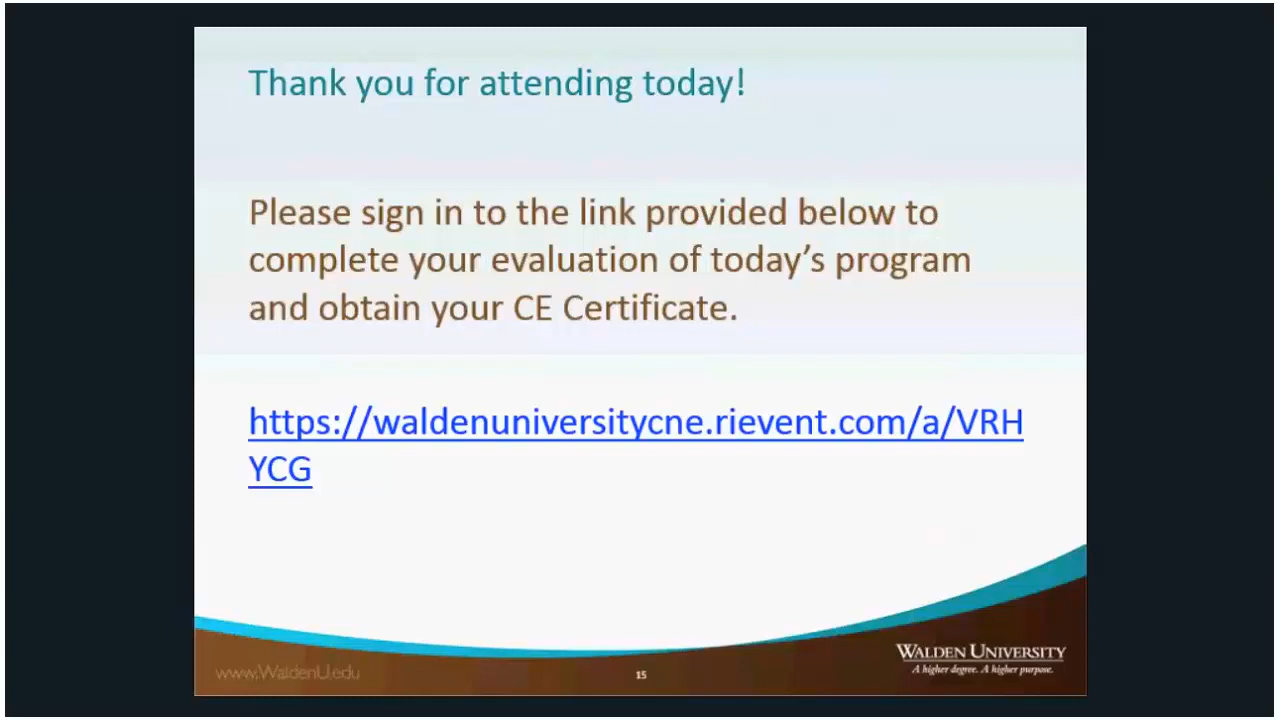 Thank you for attending today!
Please sign in to the link provided below to
complete your evaluation of today's program
and obtain your CE Certificate.
https://waldenuniversitycne.rievent.com/a/VRH
YCG
www.WaldenU.edu
15
WALDEN UNIVERSITY
A higher degree. A higher purpose.